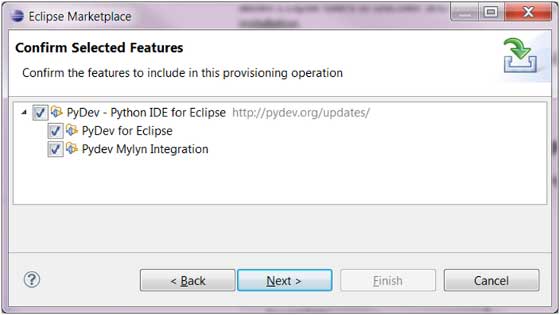 Eclipse Marketplace
Confirm Selected Features
Confirm the features to include in this provisioning operation
PyDev - Python IDE for Eclipse http://pydev.org/updates/
PyDev for Eclipse
Pydev Mylyn Integration
< Back
Next >
Finish
Cancel